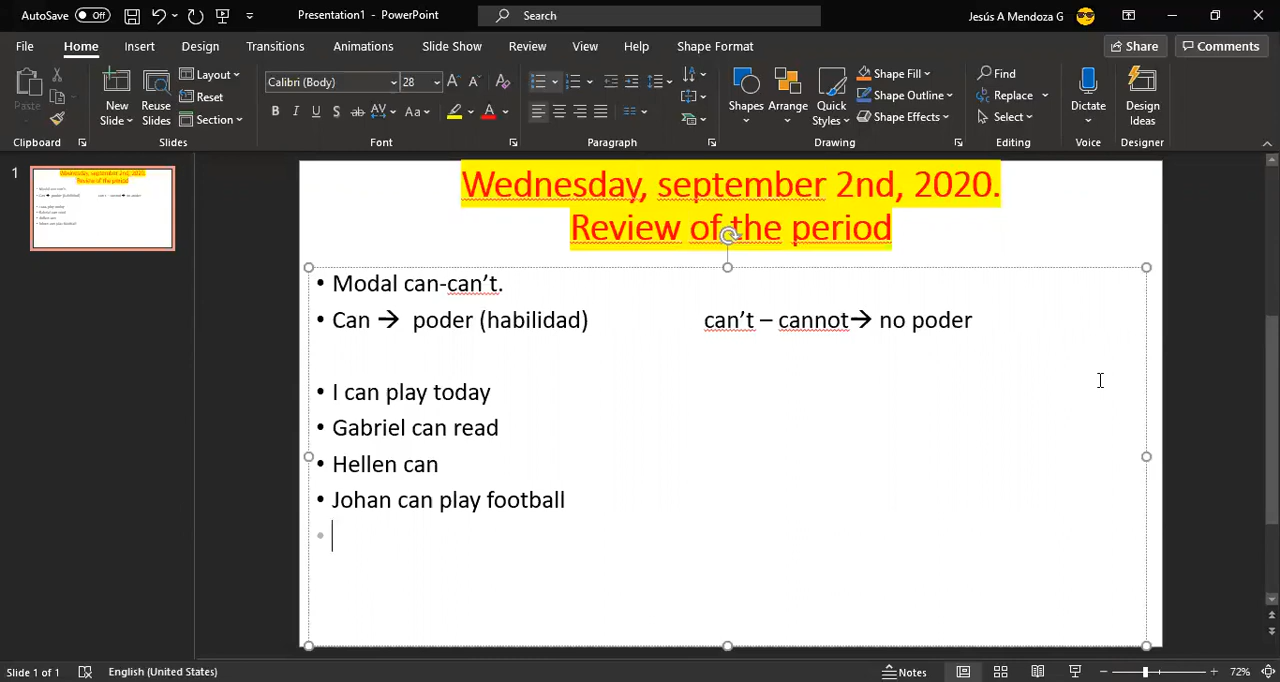 AutoSave Off Presentation1 - PowerPoint Search Jesús A Mendoza G
File Home Insert Design Transitions Animations Slide Show Review View Help Shape Format Share Comments
Paste
Clipboard
New Slide
Reuse Slides
Layout
Reset
Section
Slides
Calibri (Body) 28
B I U S ab AV Aa A
Font
Paragraph
Shapes
Arrange
Quick Styles
Shape Fill
Shape Outline
Shape Effects
Drawing
Find
Replace
Select
Editing
Dictate
Voice
Design Ideas
Designer
1
Wednesday, september 2nd, 2020.
Review of the period
• Modal can-can’t.
• Can → poder (habilidad) can’t – cannot→ no poder
• I can play today
• Gabriel can read
• Hellen can
• Johan can play football
Slide 1 of 1 English (United States) Notes 72%